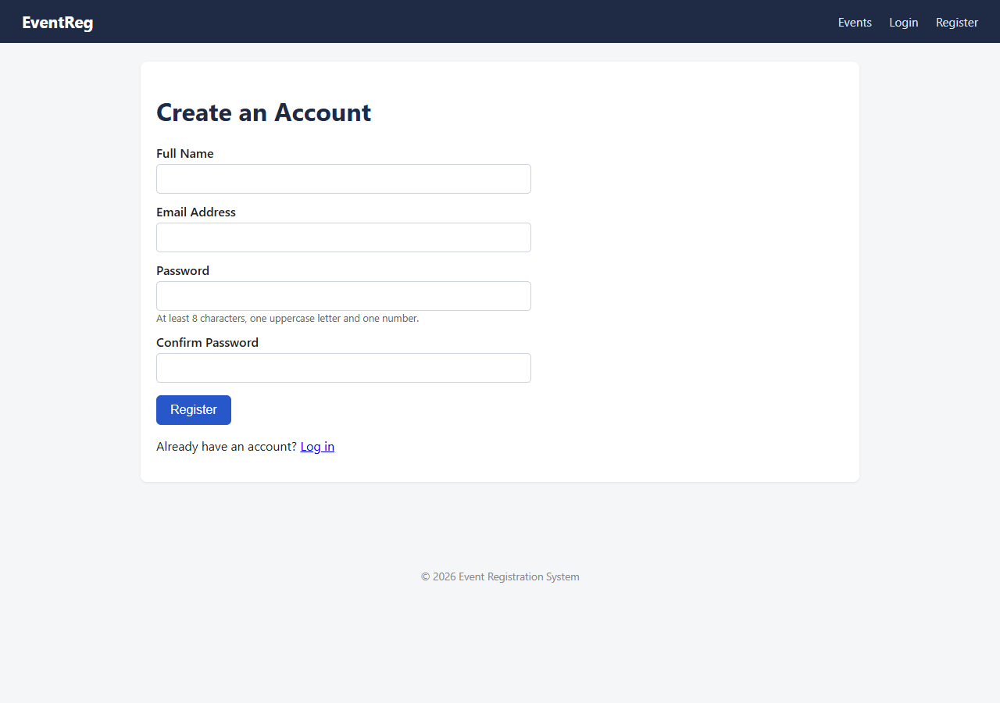 EventReg
Events Login Register
Create an Account
Full Name
Email Address
Password
At least 8 characters, one uppercase letter and one number.
Confirm Password
Register
Already have an account? Log in
© 2026 Event Registration System